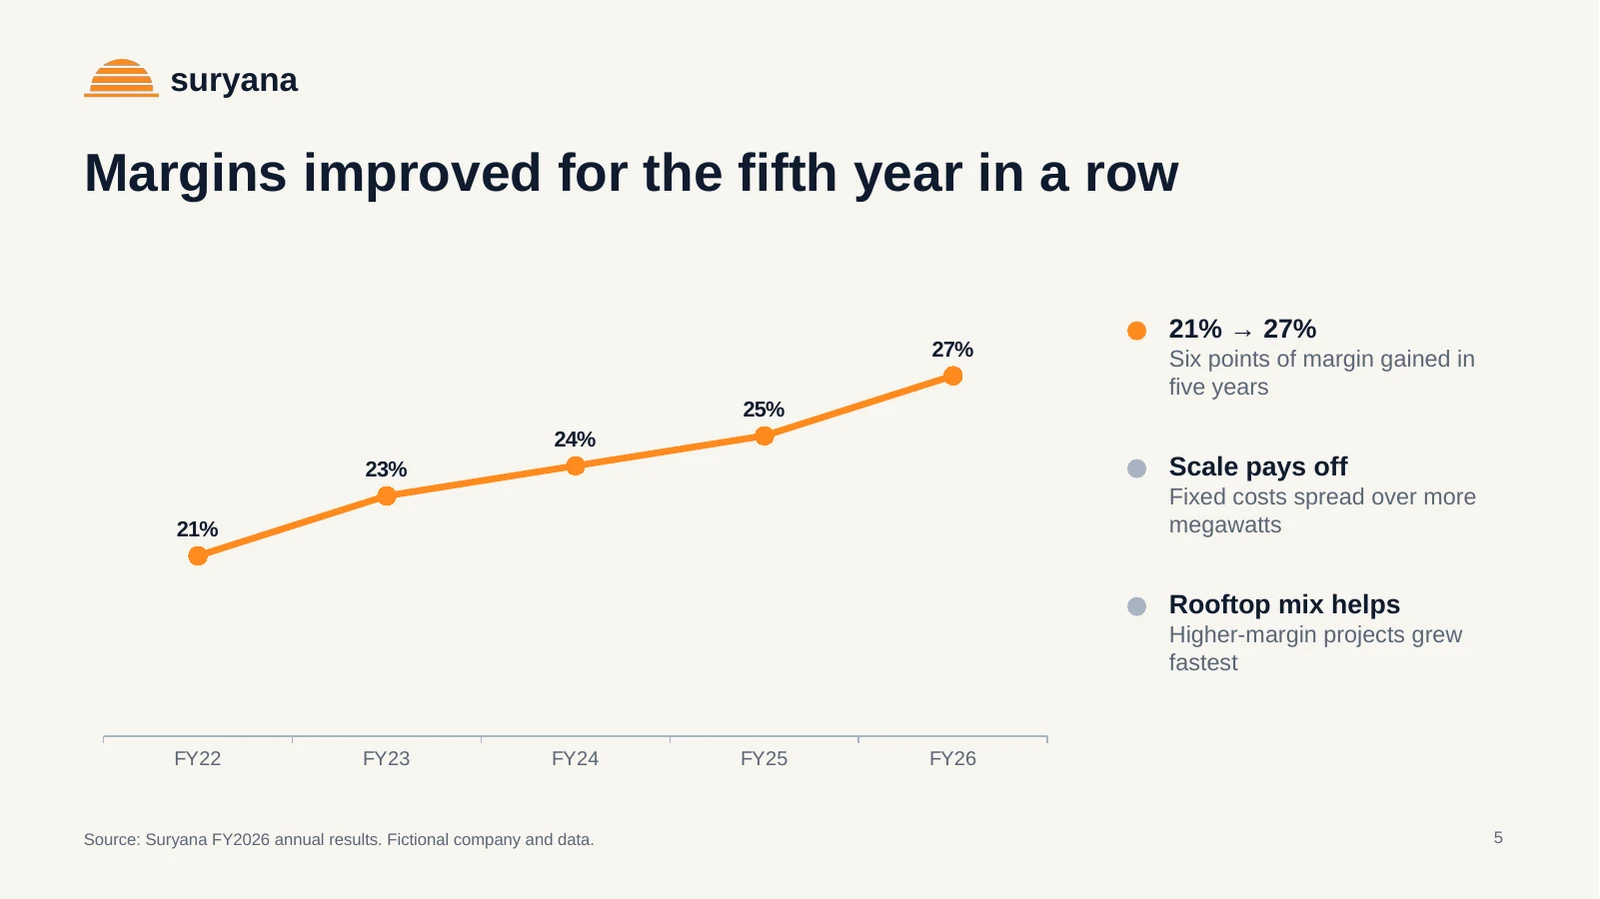 suryana
Margins improved for the fifth year in a row
21%
23%
24%
25%
27%
FY22
FY23
FY24
FY25
FY26
21% → 27%
Six points of margin gained in
five years
Scale pays off
Fixed costs spread over more
megawatts
Rooftop mix helps
Higher-margin projects grew
fastest
Source: Suryana FY2026 annual results. Fictional company and data.
5